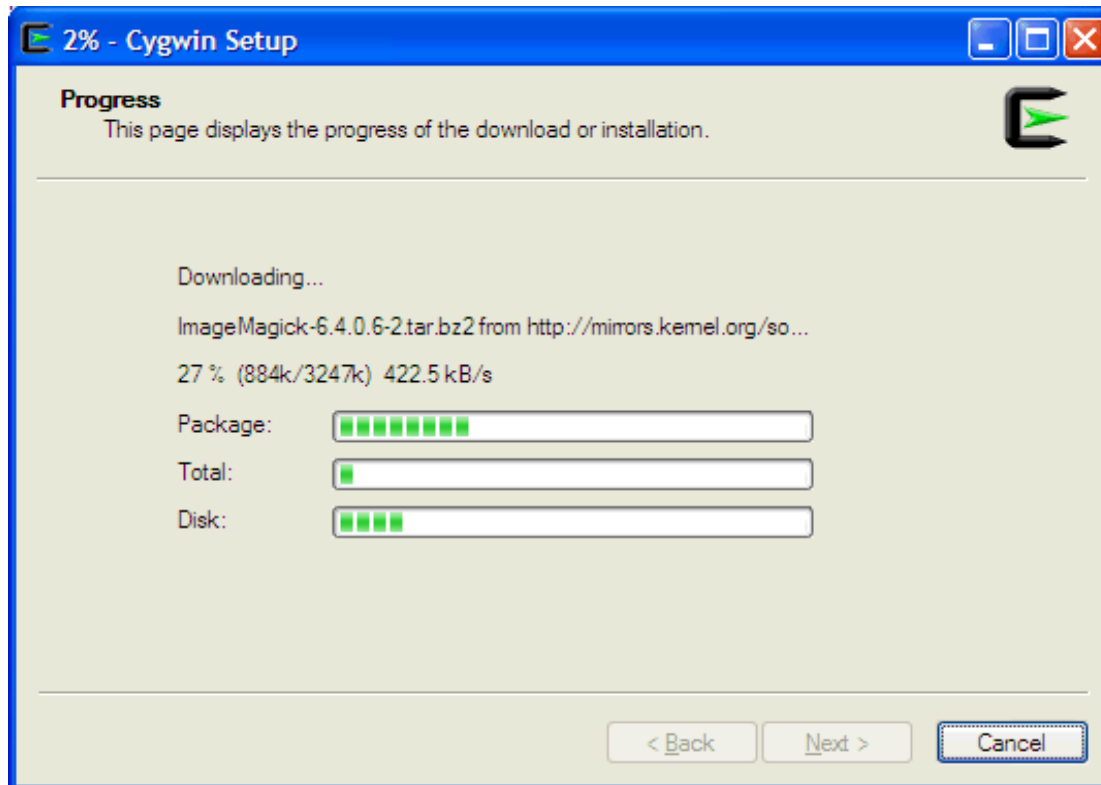 2% - Cygwin Setup
Progress
This page displays the progress of the download or installation.
Downloading...
ImageMagick-6.4.0.6-2.tar.bz2 from http://mirrors.kernel.org/so...
27 % (884k/3247k) 422.5 kB/s
Package:
Total:
Disk:
< Back Next > Cancel